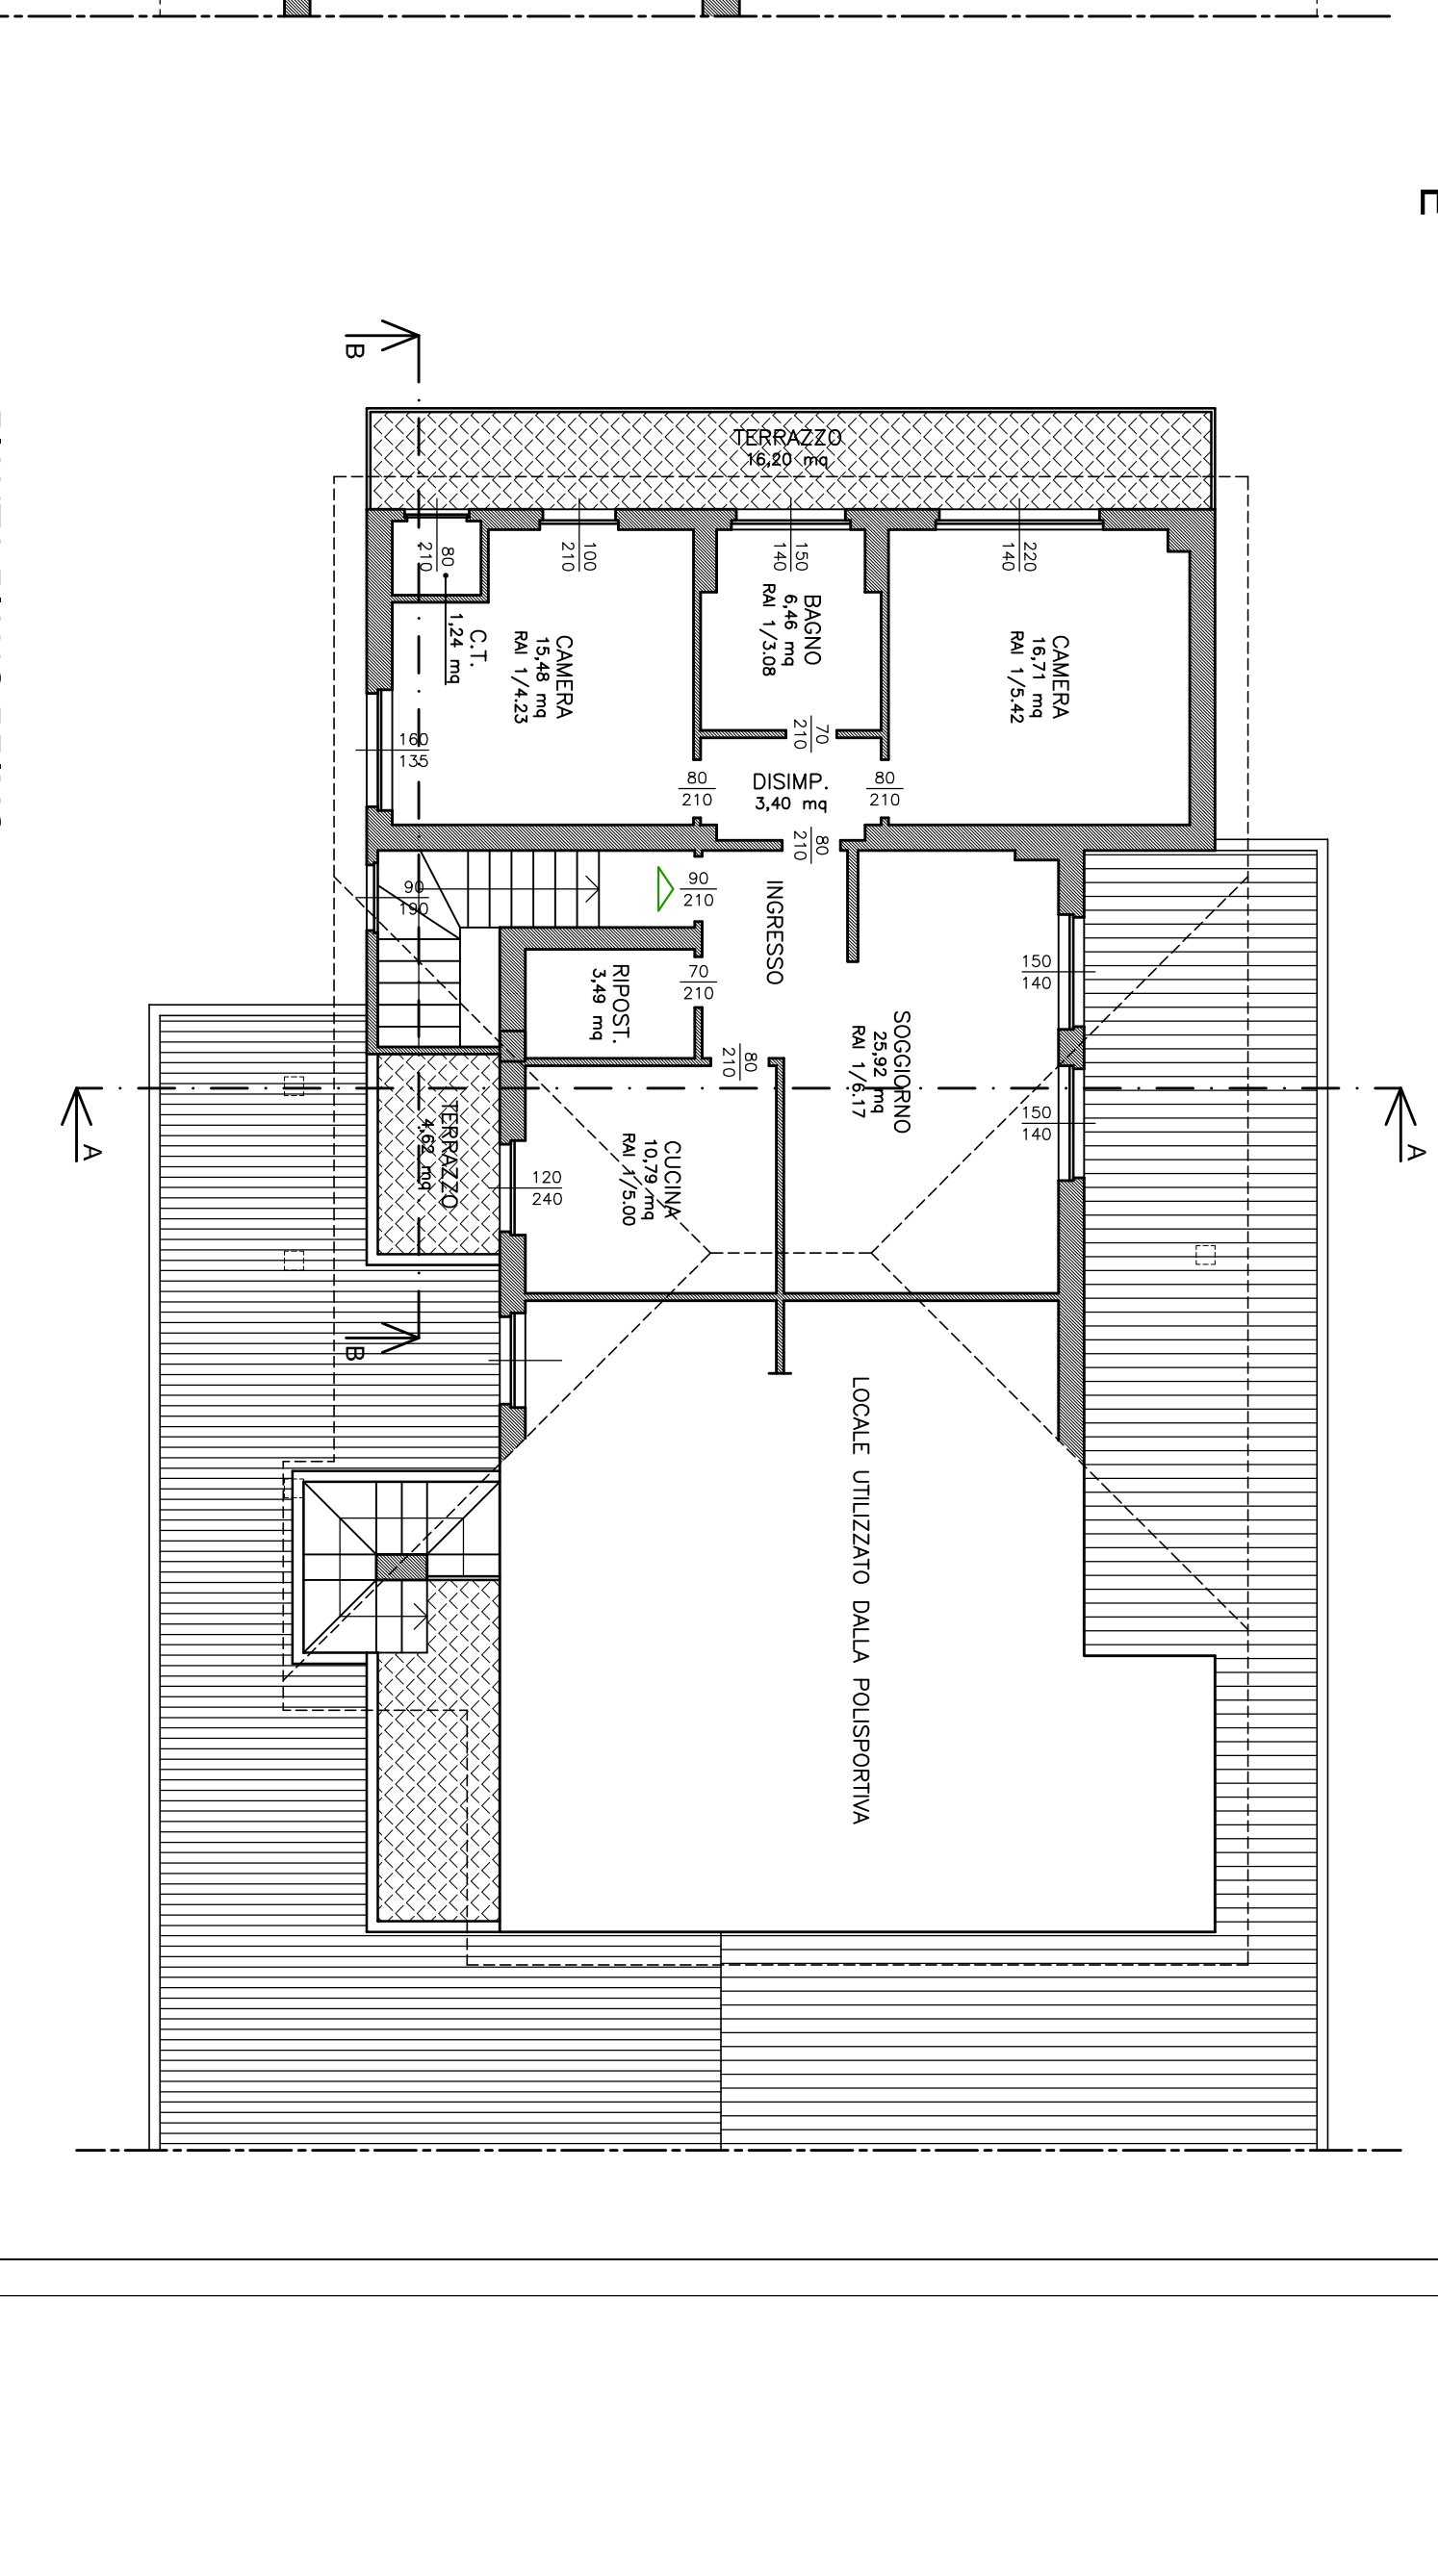 B
TERRAZZO
16,20 mq
80
210
100
210
150
140
220
140
C.T.
1,24 mq
CAMERA
15,48 mq
RAI 1/4.23
BAGNO
6,46 mq
RAI 1/3.08
CAMERA
16,71 mq
RAI 1/5.42
160
135
70
210
80
210
DISIMP.
3,40 mq
80
210
80
210
90
190
90
210
INGRESSO
RIPOST.
3,49 mq
70
210
150
140
SOGGIORNO
25,92 mq
RAI 1/6.17
80
210
A
A
TERRAZZO
4,62 mq
120
240
CUCINA
10,79 mq
RAI 1/5.00
150
140
B
LOCALE UTILIZZATO DALLA POLISPORTIVA